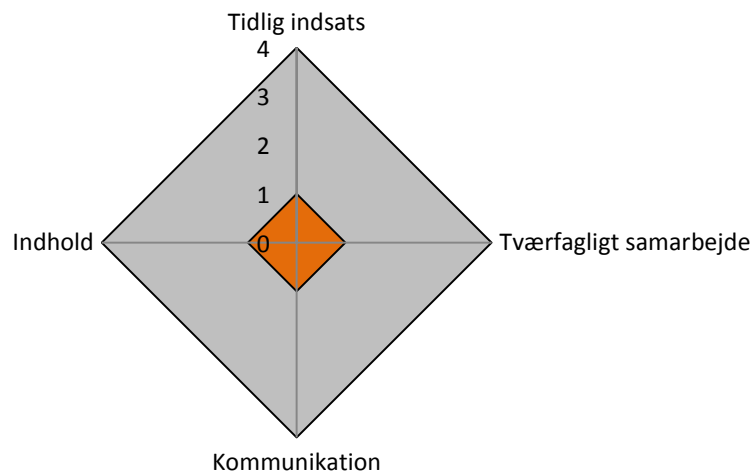 Tidlig indsats
4
3
2
1
0
Indhold
Tværfagligt samarbejde
Kommunikation